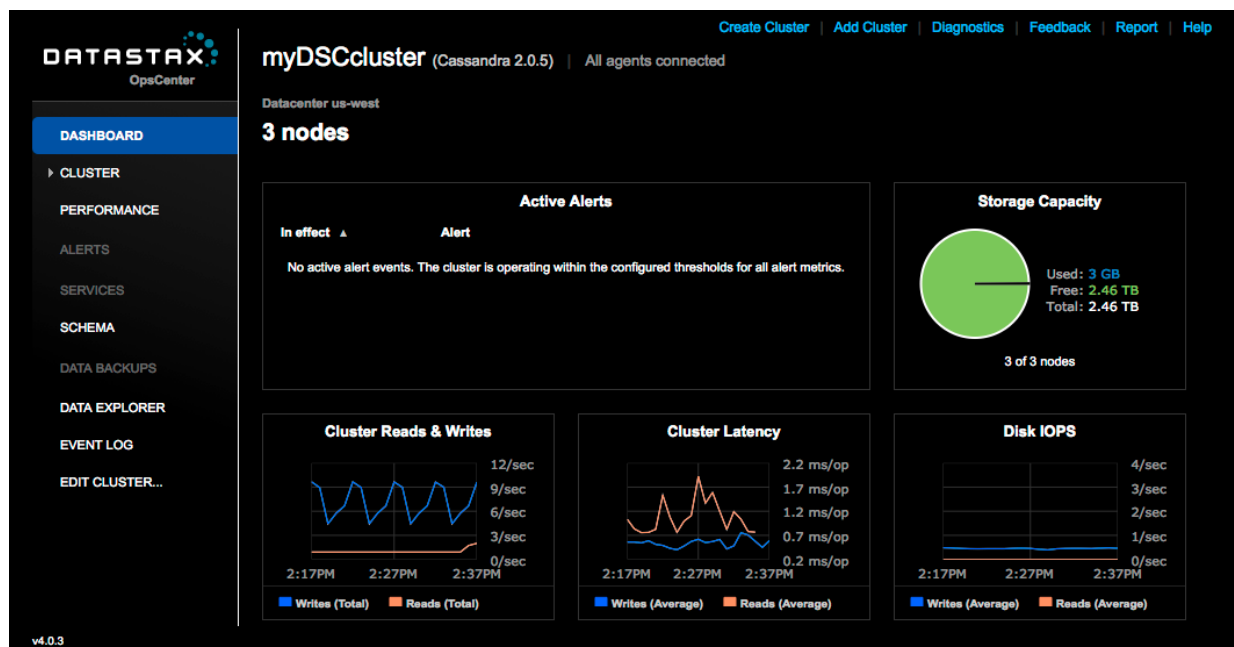 Create Cluster | Add Cluster | Diagnostics | Feedback | Report | Help
DATASTAX
OpsCenter
myDSCcluster (Cassandra 2.0.5) | All agents connected
Datacenter us-west
3 nodes
DASHBOARD
CLUSTER
PERFORMANCE
ALERTS
SERVICES
SCHEMA
DATA BACKUPS
DATA EXPLORER
EVENT LOG
EDIT CLUSTER...
v4.0.3
Active Alerts
In effect ▲ Alert
No active alert events. The cluster is operating within the configured thresholds for all alert metrics.
Storage Capacity
Used: 3 GB
Free: 2.46 TB
Total: 2.46 TB
3 of 3 nodes
Cluster Reads & Writes
12/sec
9/sec
6/sec
3/sec
0/sec
2:17PM 2:27PM 2:37PM
Writes (Total) Reads (Total)
Cluster Latency
2.2 ms/op
1.7 ms/op
1.2 ms/op
0.7 ms/op
0.2 ms/op
2:17PM 2:27PM 2:37PM
Writes (Average) Reads (Average)
Disk IOPS
4/sec
3/sec
2/sec
1/sec
0/sec
2:17PM 2:27PM 2:37PM
Writes (Average) Reads (Average)